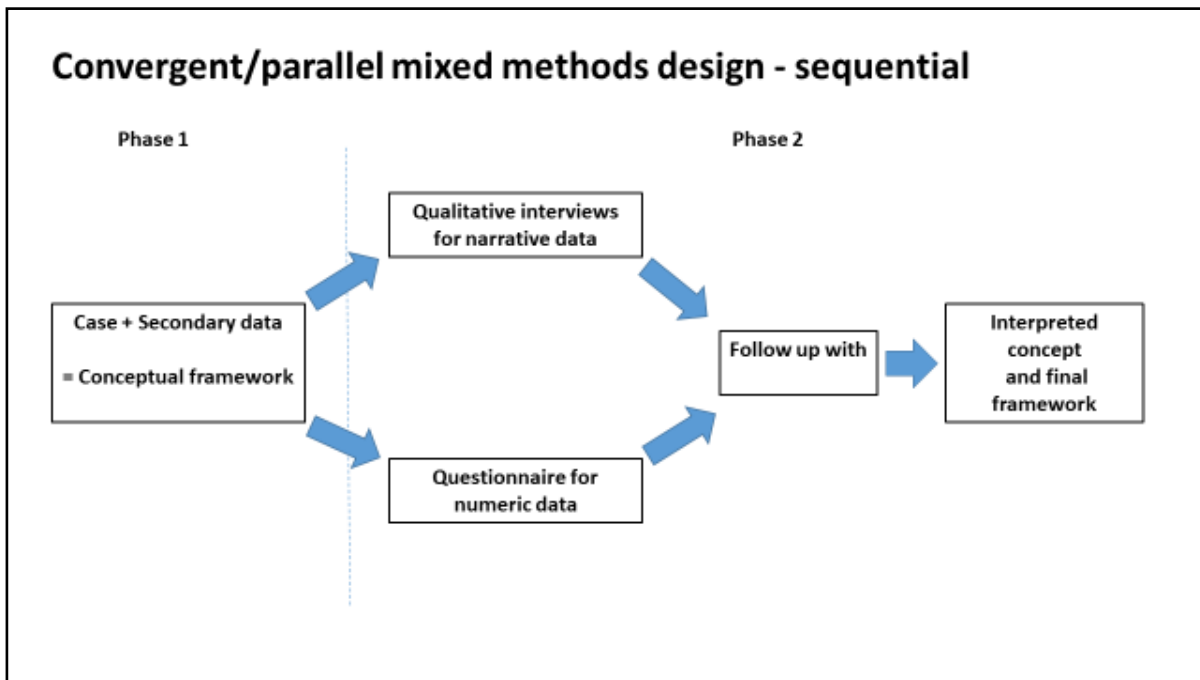 Convergent/parallel mixed methods design - sequential
Phase 1
Phase 2
Qualitative interviews
for narrative data
Case + Secondary data
= Conceptual framework
Follow up with
Interpreted
concept
and final
framework
Questionnaire for
numeric data